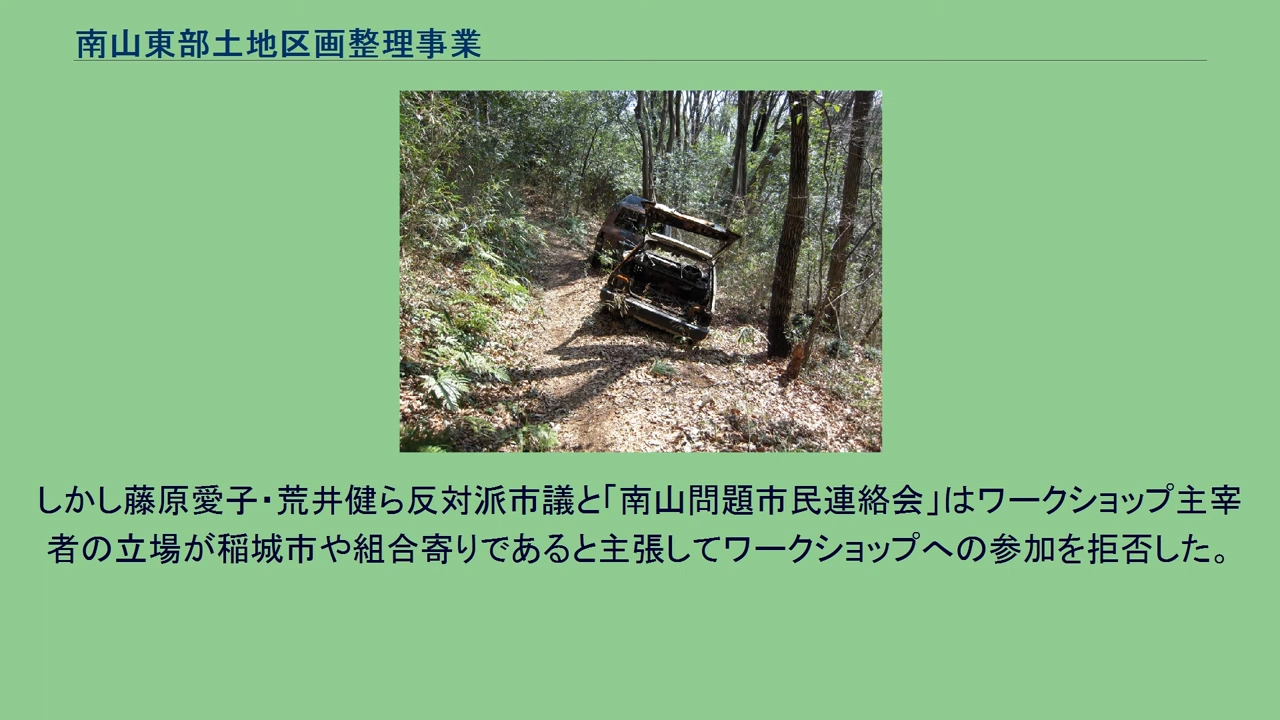 南山東部土地区画整理事業
しかし藤原愛子・荒井健ら反対派市議と「南山問題市民連絡会」はワークショップ主宰
者の立場が稲城市や組合寄りであると主張してワークショップへの参加を拒否した。